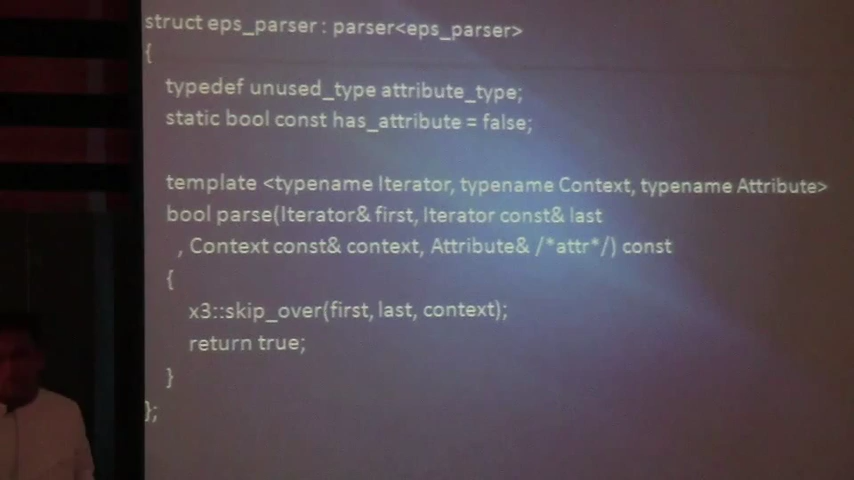 struct eps_parser : parser<eps_parser>
{
typedef unused_type attribute_type;
static bool const has_attribute = false;
template <typename Iterator, typename Context, typename Attribute>
bool parse(Iterator& first, Iterator const& last
, Context const& context, Attribute& /*attr*/) const
{
x3::skip_over(first, last, context);
return true;
}
};